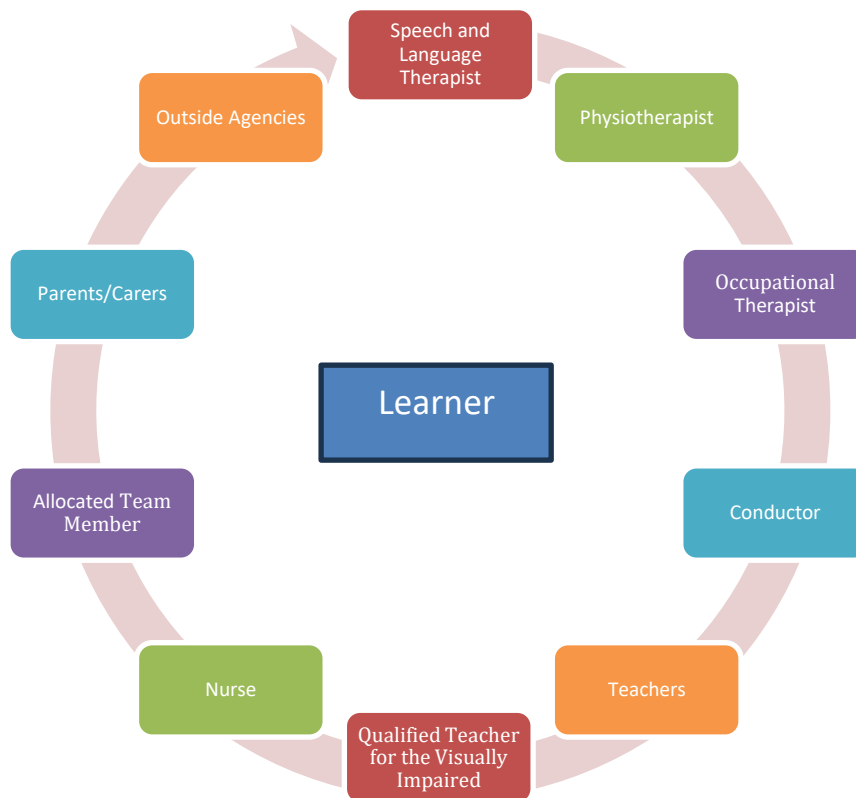 Speech and
Language
Therapist
Physiotherapist
Occupational
Therapist
Conductor
Teachers
Qualified Teacher
for the Visually
Impaired
Nurse
Allocated Team
Member
Parents/Carers
Outside Agencies
Learner